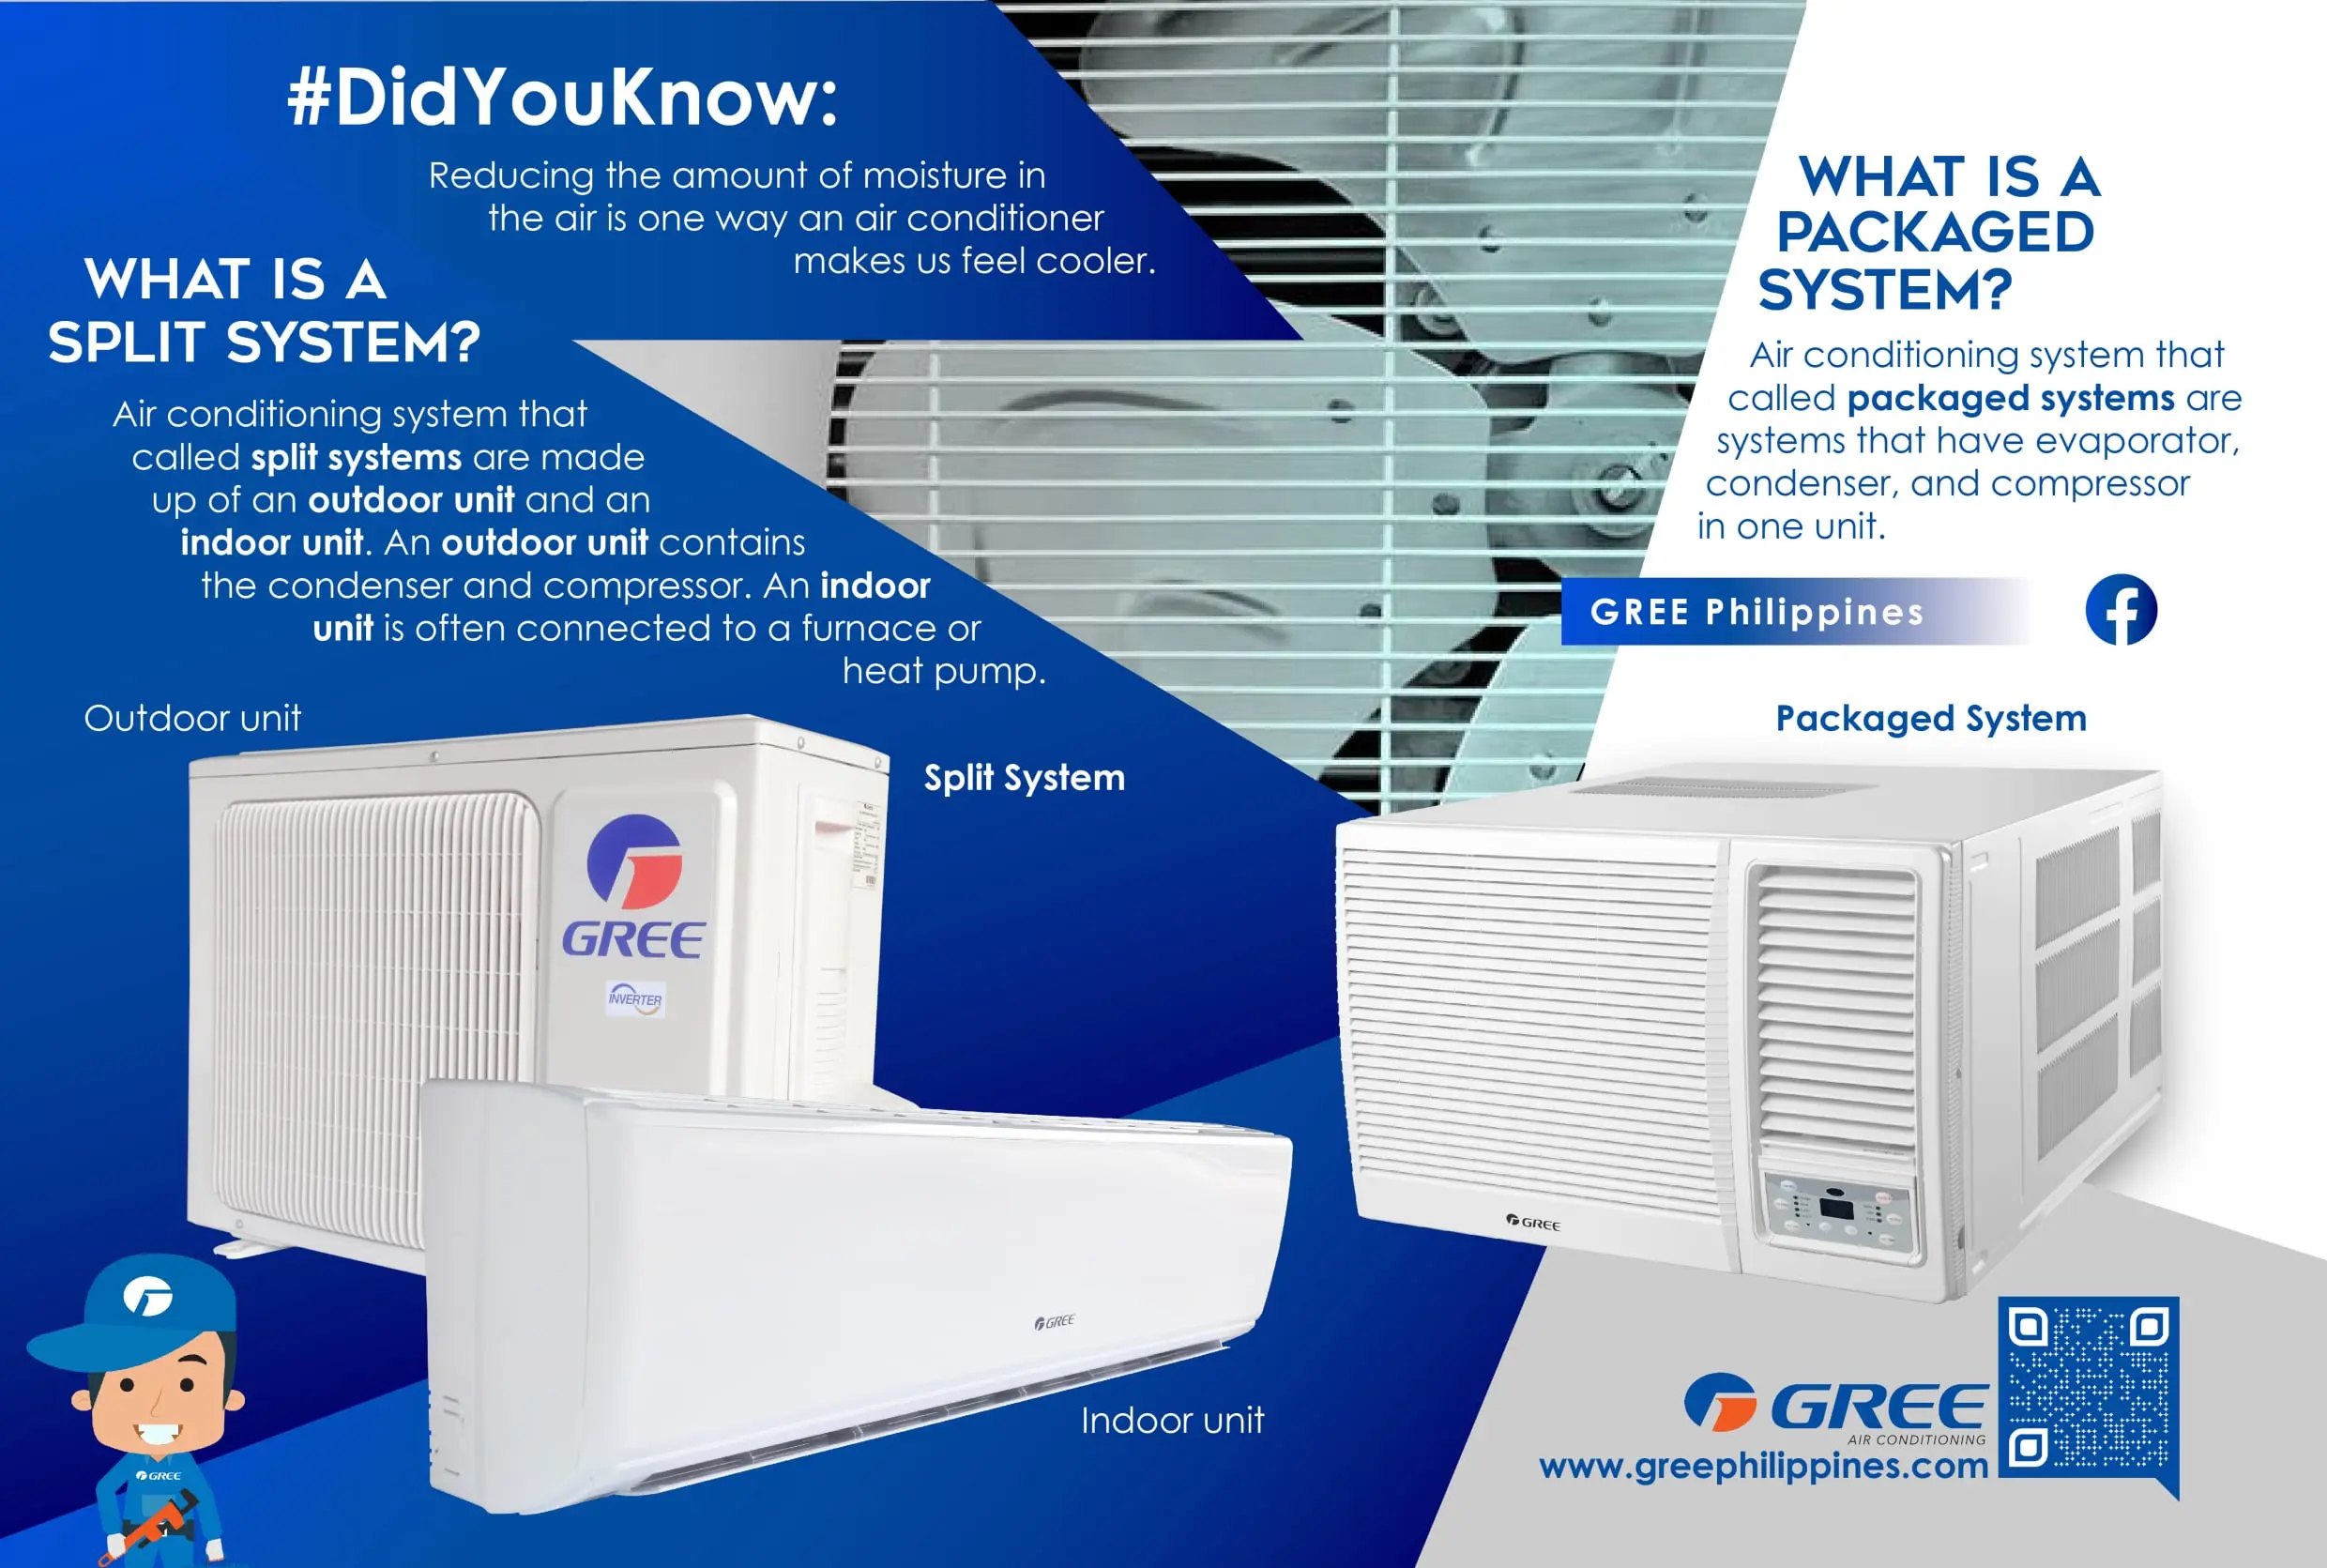 #DidYouKnow:
Reducing the amount of moisture in
the air is one way an air conditioner
makes us feel cooler.
WHAT IS A
SPLIT SYSTEM?
Air conditioning system that
called split systems are made
up of an outdoor unit and an
indoor unit. An outdoor unit contains
the condenser and compressor. An indoor
unit is often connected to a furnace or
heat pump.
Outdoor unit
Split System
GREE
INVERTER
GREE
Indoor unit
GREE
WHAT IS A
PACKAGED
SYSTEM?
Air conditioning system that
called packaged systems are
systems that have evaporator,
condenser, and compressor
in one unit.
GREE Philippines
Packaged System
GREE
GREE
AIR CONDITIONING
www.greephilippines.com